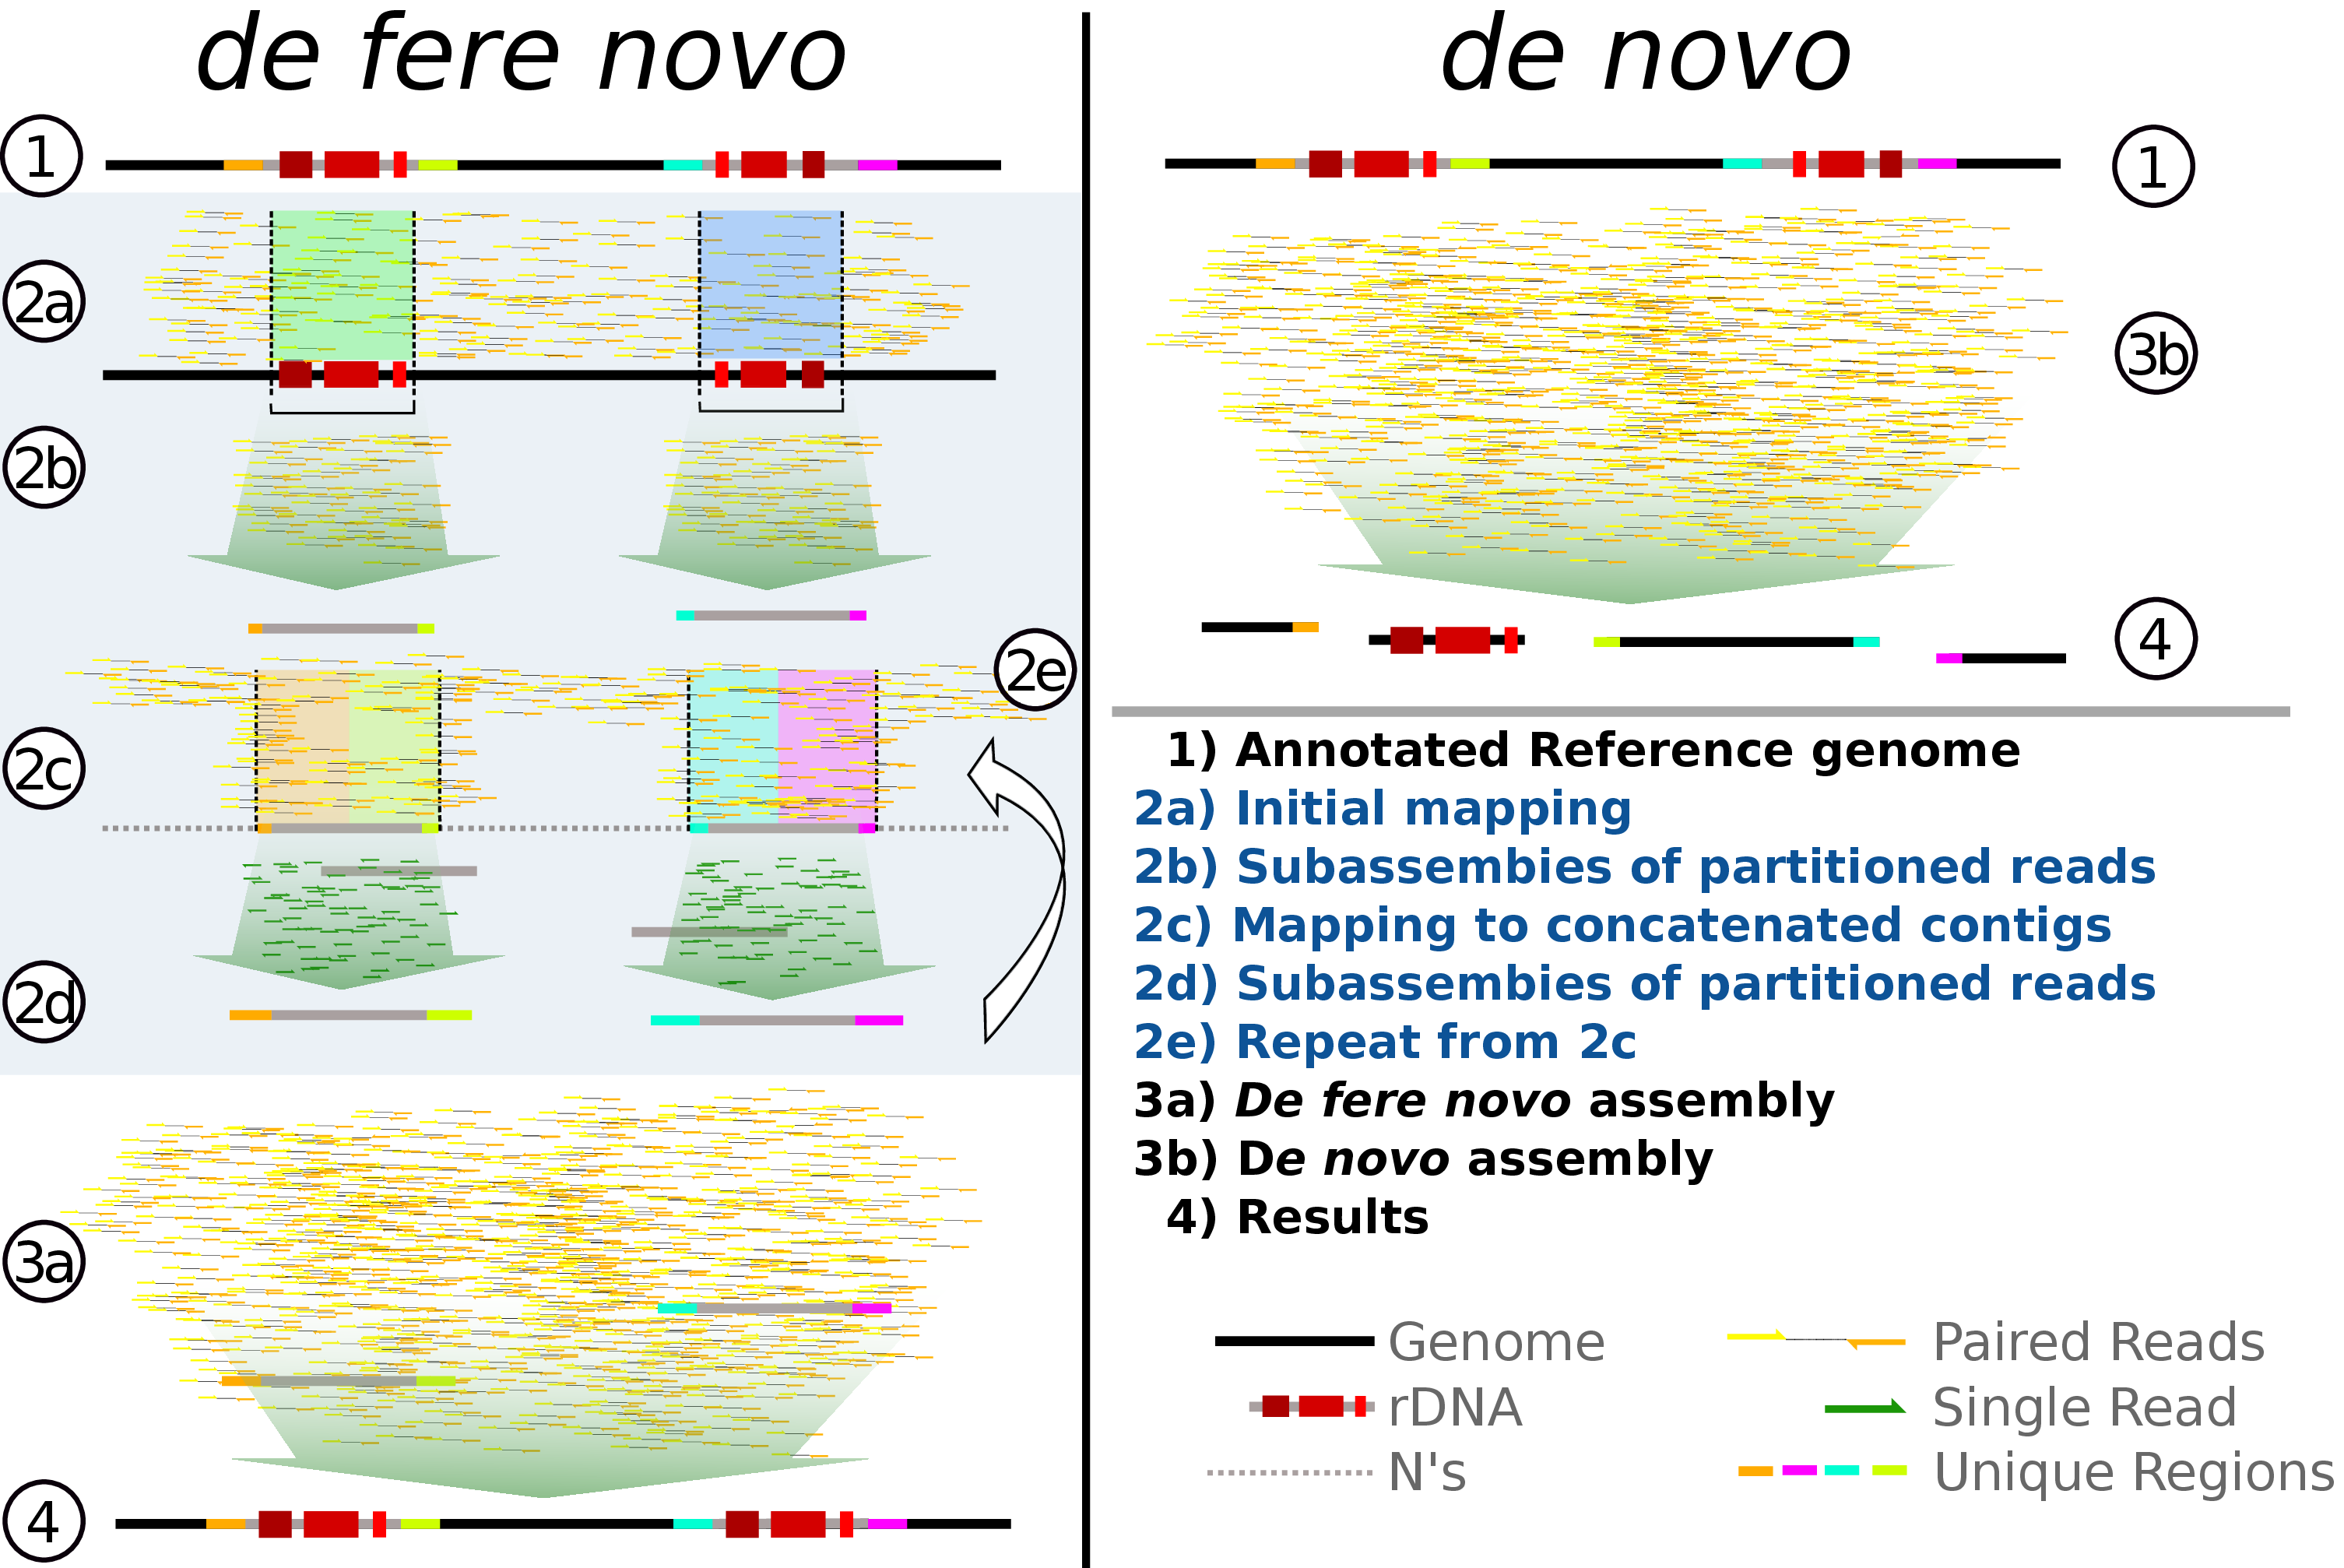 de fere novo
1
2a
2b
2e
2c
2d
3a
4
de novo
1
3b
4
1) Annotated Reference genome
2a) Initial mapping
2b) Subassembies of partitioned reads
2c) Mapping to concatenated contigs
2d) Subassembies of partitioned reads
2e) Repeat from 2c
3a) De fere novo assembly
3b) De novo assembly
4) Results
Genome
rDNA
N's
Paired Reads
Single Read
Unique Regions